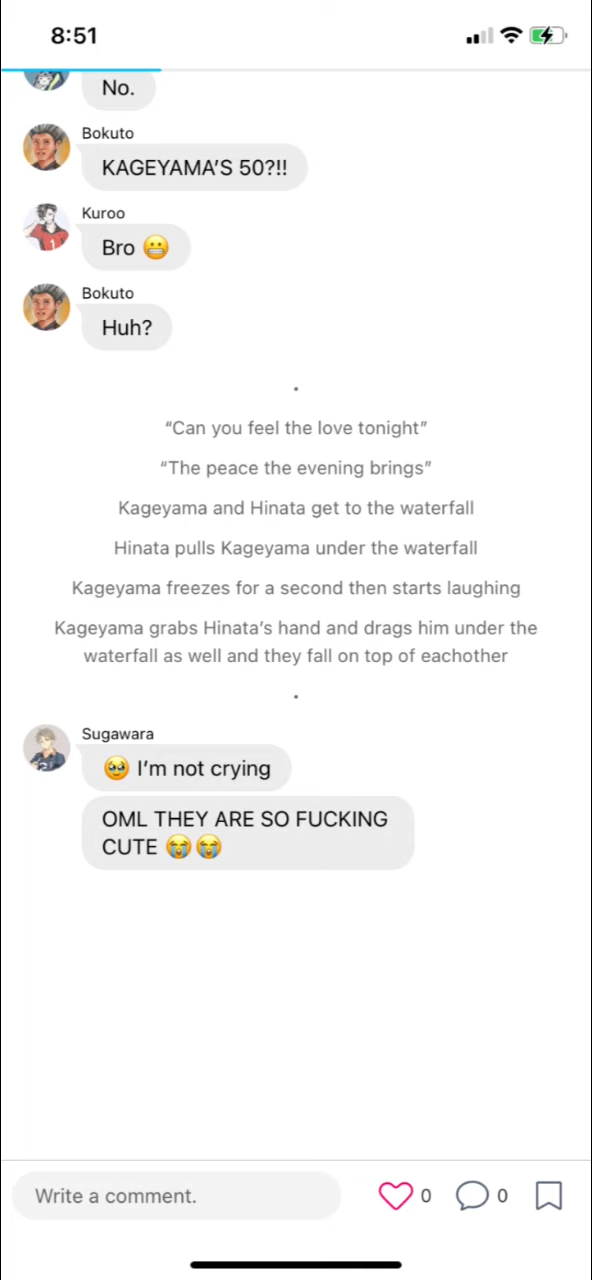 8:51
No.
Bokuto
KAGEYAMA'S 50?!!
Kuroo
Bro 😬
Bokuto
Huh?
.
“Can you feel the love tonight”
“The peace the evening brings”
Kageyama and Hinata get to the waterfall
Hinata pulls Kageyama under the waterfall
Kageyama freezes for a second then starts laughing
Kageyama grabs Hinata’s hand and drags him under the
waterfall as well and they fall on top of eachother
.
Sugawara
🥹 I’m not crying
OML THEY ARE SO FUCKING
CUTE 😭😭
Write a comment.
0
0